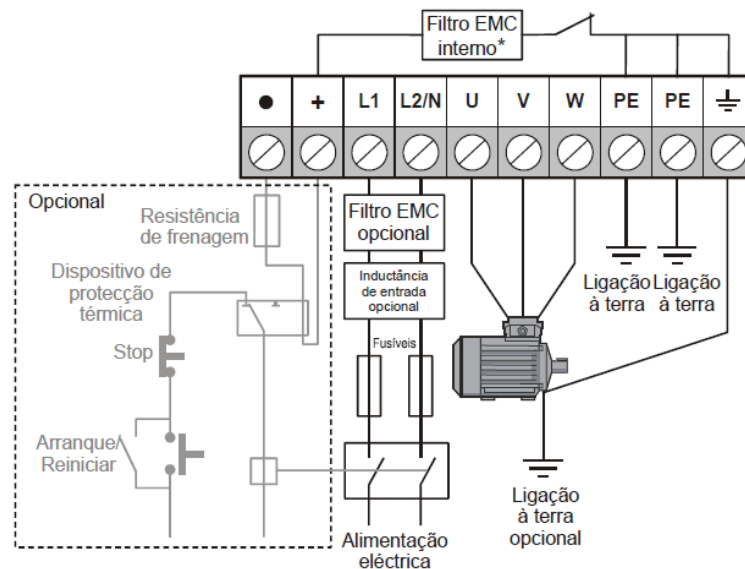 Filtro EMC
interno*
+ L1 L2/N U V W PE PE
Opcional
Resistência
de frenagem
Dispositivo de
protecção
térmica
Stop
Arranque/
Reiniciar
Filtro EMC
opcional
Inductância
de entrada
opcional
Fusíveis
Alimentação
eléctrica
Ligação
à terra
Ligação
à terra
Ligação
à terra
opcional